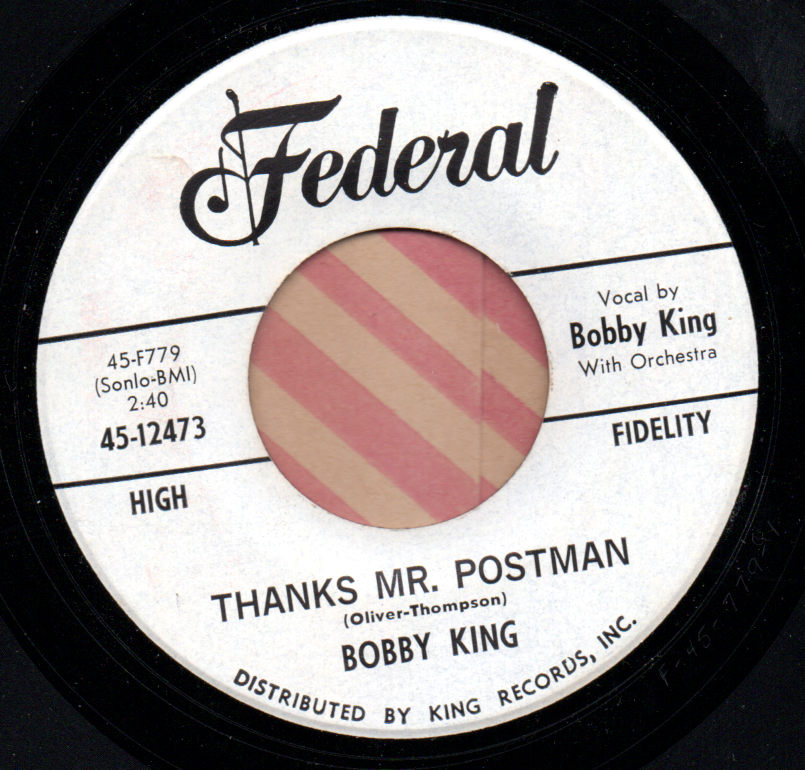 Federal
45-F779
(Sonlo-BMI)
2:40
45-12473
Vocal by
Bobby King
With Orchestra
HIGH
FIDELITY
THANKS MR. POSTMAN
(Oliver-Thompson)
BOBBY KING
DISTRIBUTED BY KING RECORDS, INC.